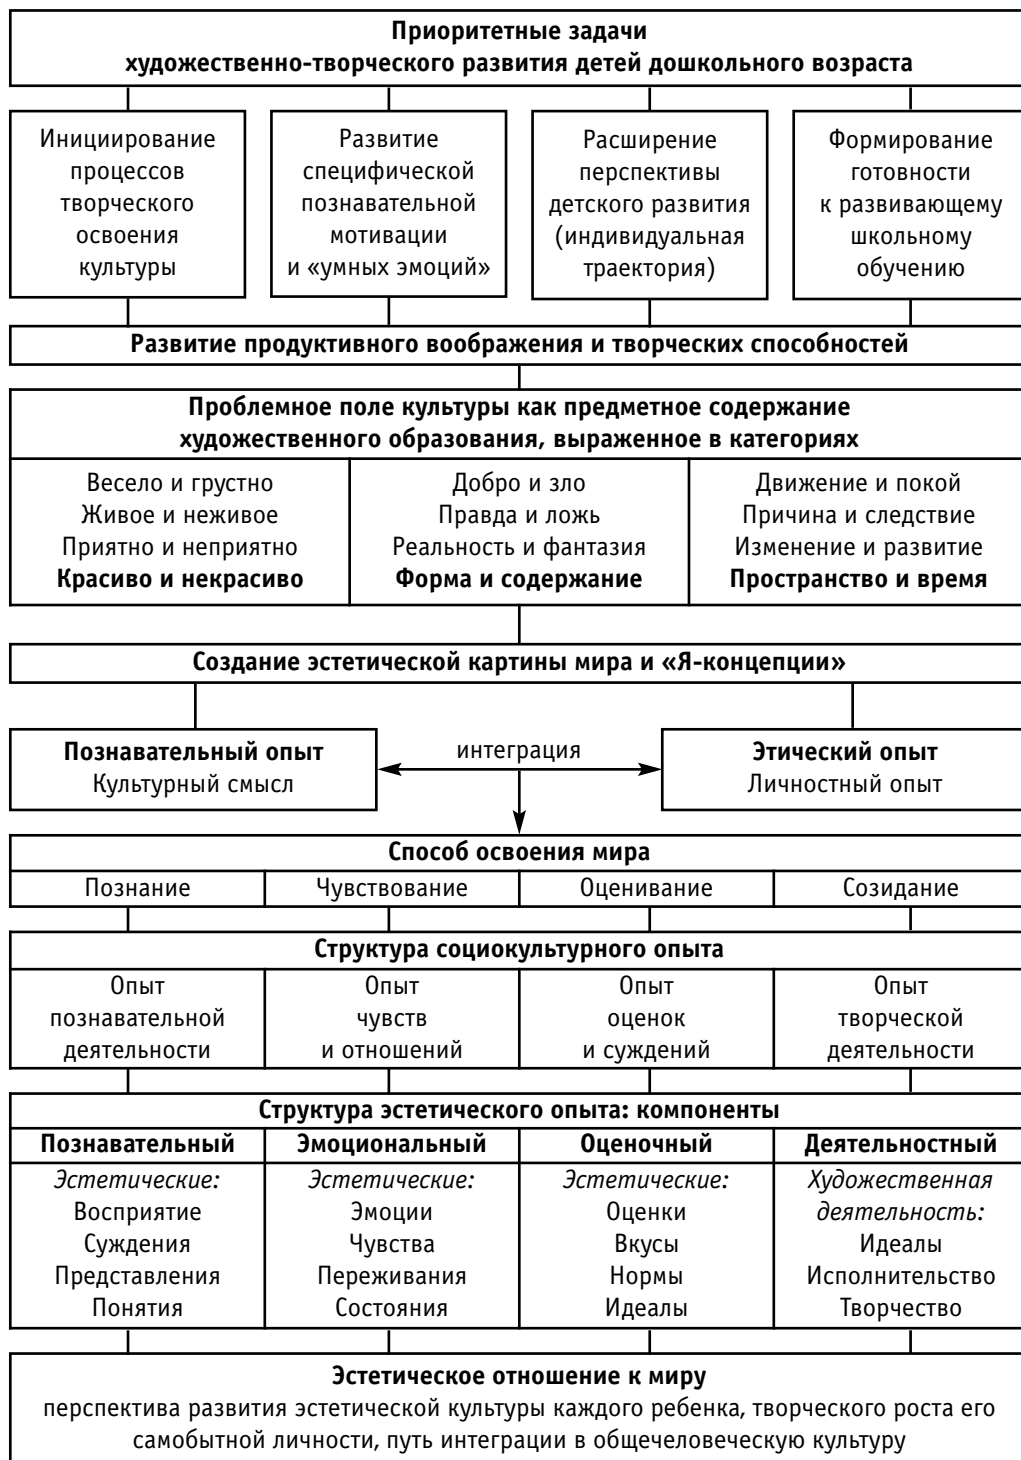 Приоритетные задачи
художественно-творческого развития детей дошкольного возраста
Инициирование
процессов
творческого
освоения
культуры
Развитие
специфической
познавательной
мотивации
и «умных эмоций»
Расширение
перспективы
детского развития
(индивидуальная
траектория)
Формирование
готовности
к развивающему
школьному
обучению
Развитие продуктивного воображения и творческих способностей
Проблемное поле культуры как предметное содержание
художественного образования, выраженное в категориях
Весело и грустно
Живое и неживое
Приятно и неприятно
Красиво и некрасиво
Добро и зло
Правда и ложь
Реальность и фантазия
Форма и содержание
Движение и покой
Причина и следствие
Изменение и развитие
Пространство и время
Создание эстетической картины мира и «Я-концепции»
Познавательный опыт
Культурный смысл
интеграция
Этический опыт
Личностный опыт
Способ освоения мира
Познание
Чувствование
Оценивание
Созидание
Структура социокультурного опыта
Опыт
познавательной
деятельности
Опыт
чувств
и отношений
Опыт
оценок
и суждений
Опыт
творческой
деятельности
Структура эстетического опыта: компоненты
Познавательный
Эстетические:
Восприятие
Суждения
Представления
Понятия
Эмоциональный
Эстетические:
Эмоции
Чувства
Переживания
Состояния
Оценочный
Эстетические:
Оценки
Вкусы
Нормы
Идеалы
Деятельностный
Художественная
деятельность:
Идеалы
Исполнительство
Творчество
Эстетическое отношение к миру
перспектива развития эстетической культуры каждого ребенка, творческого роста его
самобытной личности, путь интеграции в общечеловеческую культуру